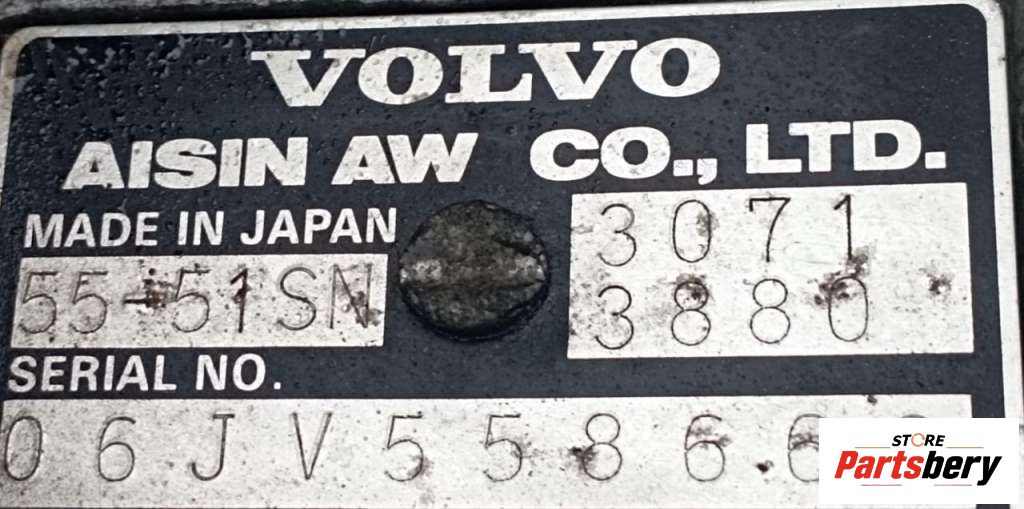 VOLVO
AISIN AW CO., LTD.
MADE IN JAPAN
55-51SN
3071
3880
SERIAL NO.
06JV55866
STORE
Partsbery